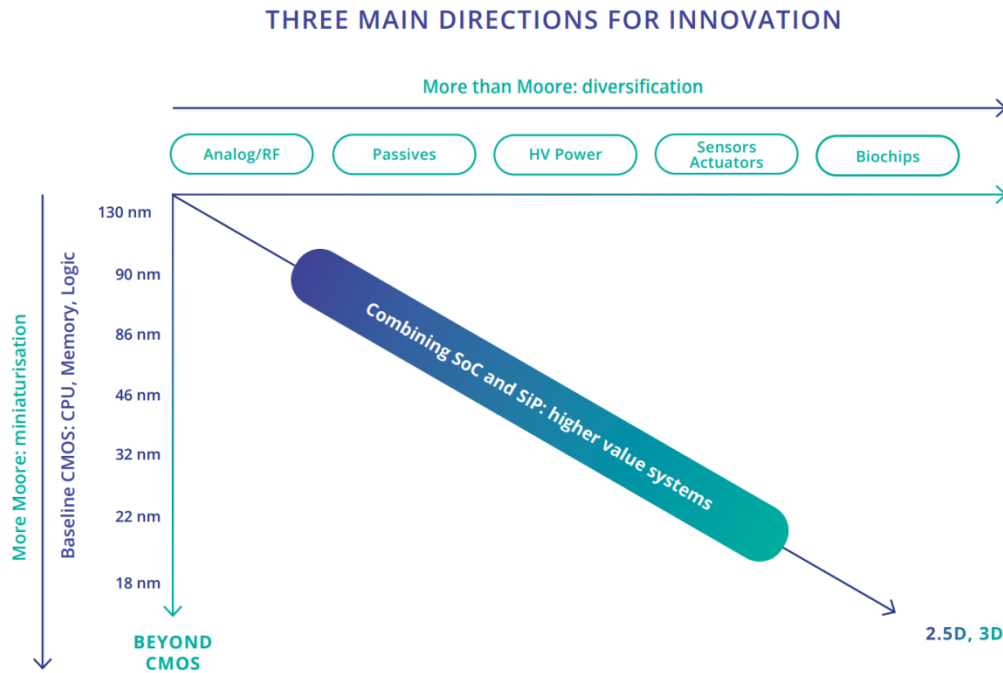 THREE MAIN DIRECTIONS FOR INNOVATION
More than Moore: diversification
Analog/RF
Passives
HV Power
Sensors
Actuators
Biochips
More Moore: miniaturisation
Baseline CMOS: CPU, Memory, Logic
130 nm
90 nm
86 nm
46 nm
32 nm
22 nm
18 nm
Combining SoC and SiP: higher value systems
BEYOND
CMOS
2.5D, 3D